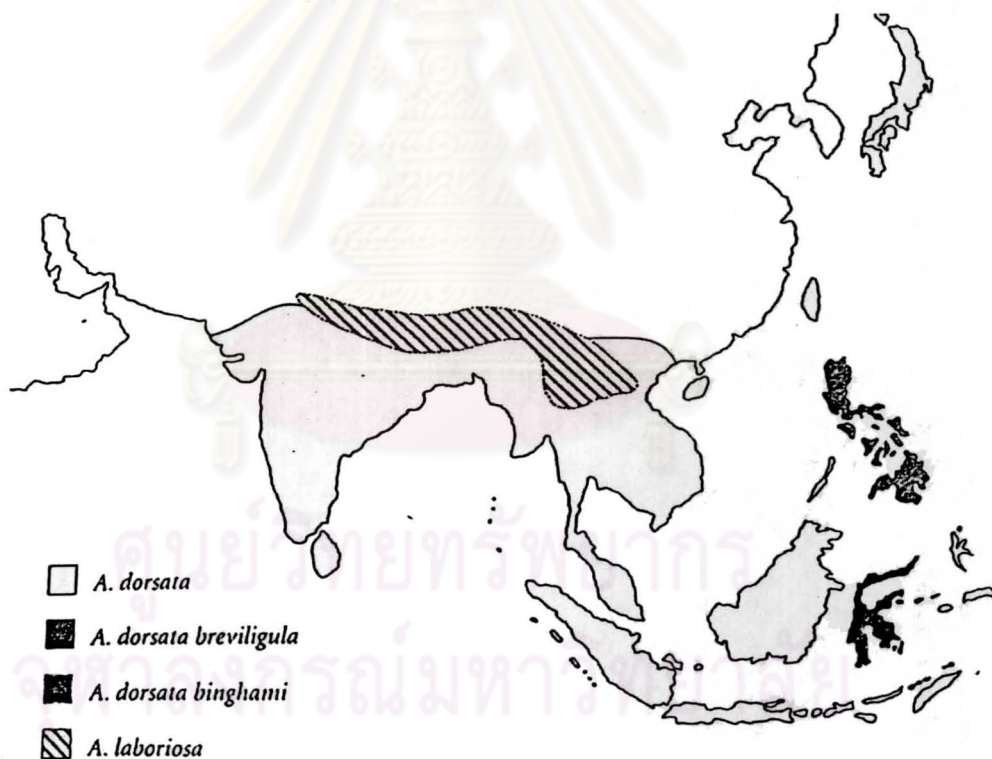 ศูนย์วิทยทรัพยากร
จุฬาลงกรณ์มหาวิทยาลัย
A. dorsata
A. dorsata breviligula
A. dorsata binghami
A. laboriosa